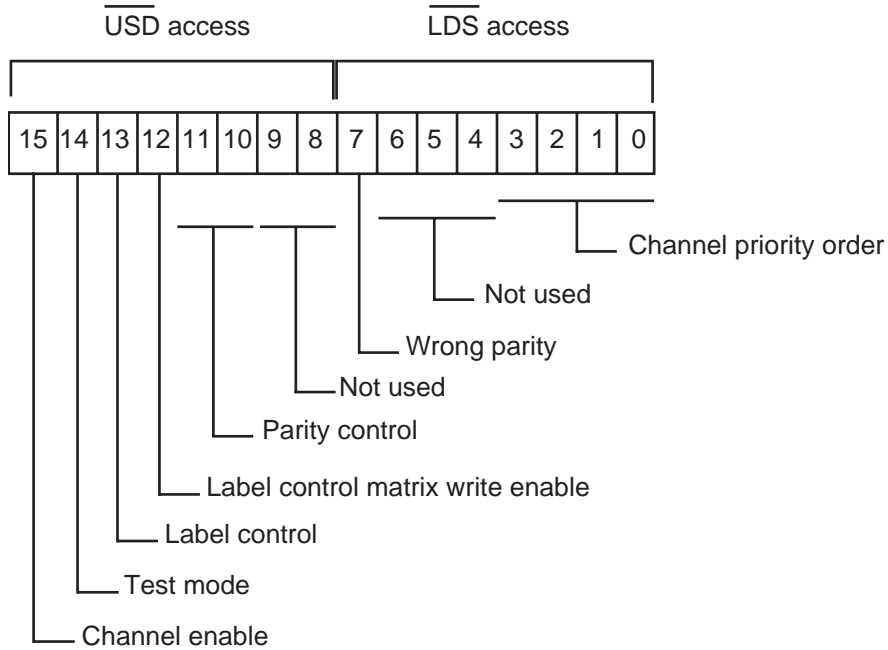 USD access LDS access
15 14 13 12 11 10 9 8 7 6 5 4 3 2 1 0
Channel priority order
Not used
Wrong parity
Not used
Parity control
Label control matrix write enable
Label control
Test mode
Channel enable